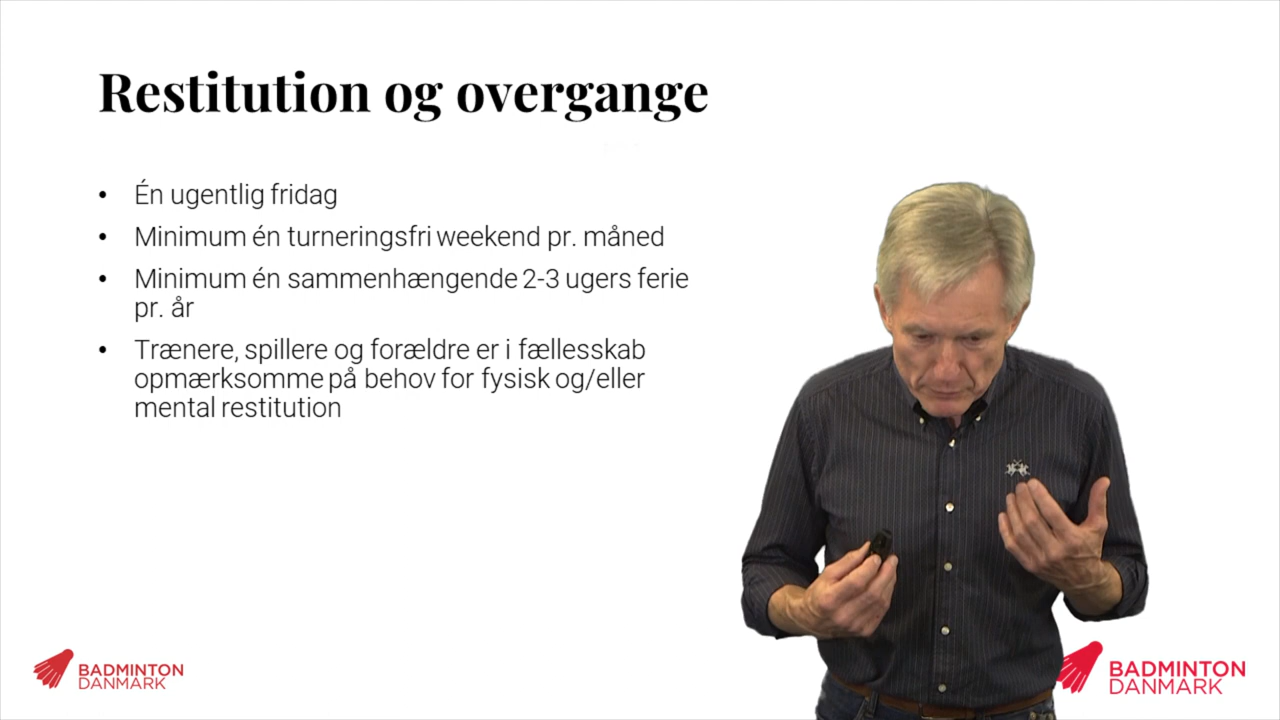 Restitution og overgange
• Én ugentlig fridag
• Minimum én turneringsfri weekend pr. måned
• Minimum én sammenhængende 2-3 ugers ferie
pr. år
• Trænere, spillere og forældre er i fællesskab
opmærksomme på behov for fysisk og/eller
mental restitution
BADMINTON
DANMARK
BADMINTON
DANMARK